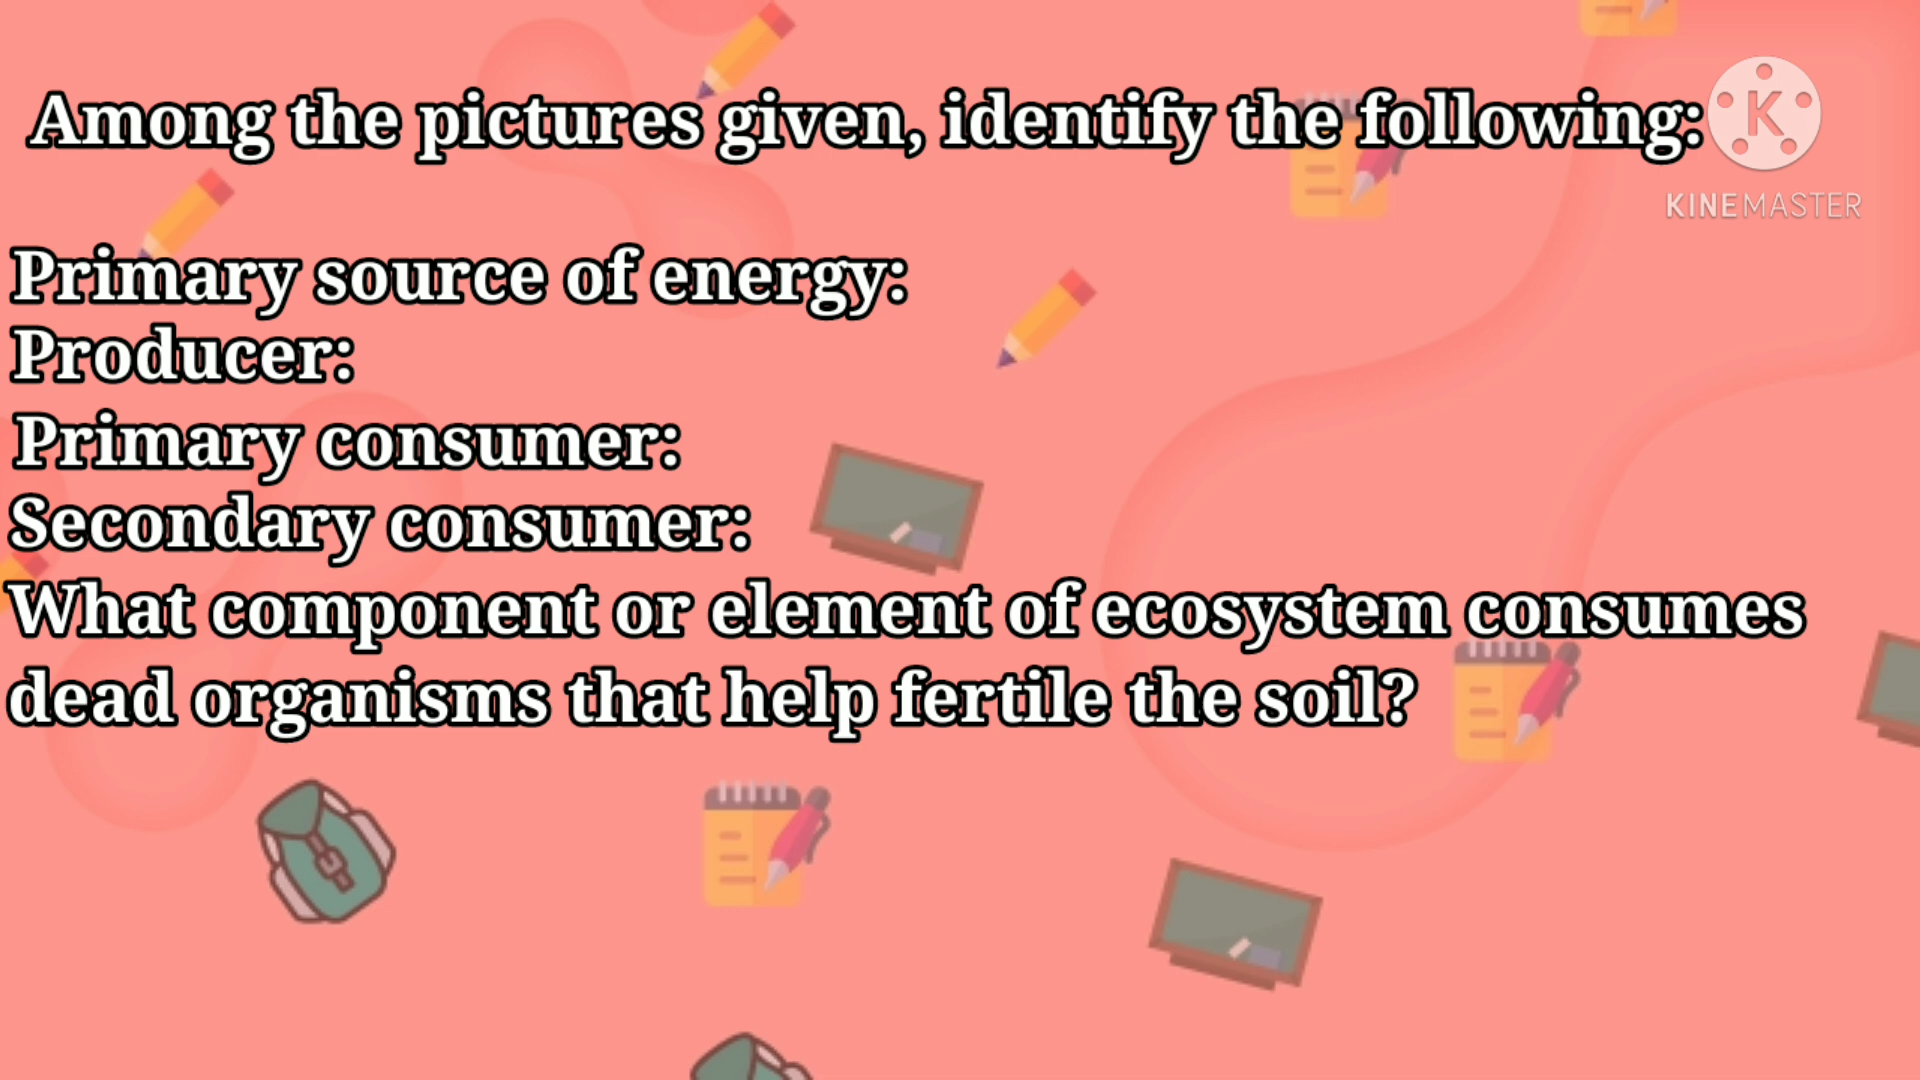 Among the pictures given, identify the following:
K
KINEMASTER
Primary source of energy:
Producer:
Primary consumer:
Secondary consumer:
What component or element of ecosystem consumes
dead organisms that help fertile the soil?